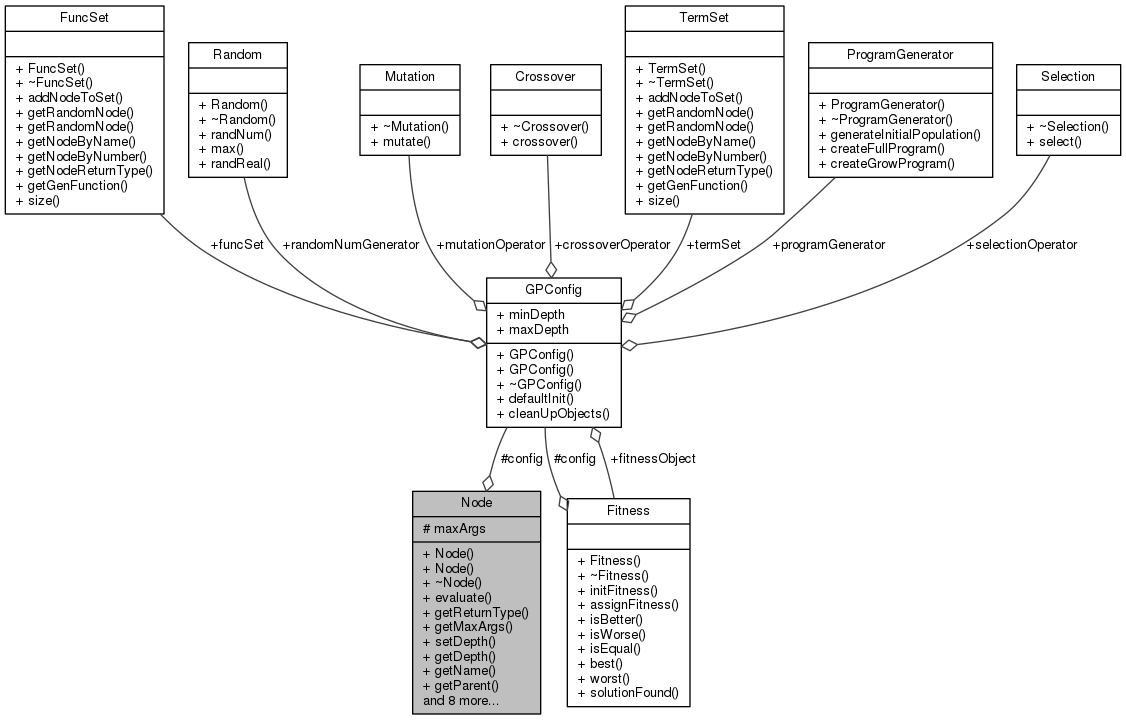 FuncSet
+ FuncSet()
+ ~FuncSet()
+ addNodeToSet()
+ getRandomNode()
+ getRandomNode()
+ getNodeByName()
+ getNodeByNumber()
+ getNodeReturnType()
+ getGenFunction()
+ size()
Random
+ Random()
+ ~Random()
+ randNum()
+ max()
+ randReal()
Mutation
+ ~Mutation()
+ mutate()
Crossover
+ ~Crossover()
+ crossover()
TermSet
+ TermSet()
+ ~TermSet()
+ addNodeToSet()
+ getRandomNode()
+ getRandomNode()
+ getNodeByName()
+ getNodeByNumber()
+ getNodeReturnType()
+ getGenFunction()
+ size()
ProgramGenerator
+ ProgramGenerator()
+ ~ProgramGenerator()
+ generateInitialPopulation()
+ createFullProgram()
+ createGrowProgram()
Selection
+ ~Selection()
+ select()
+funcSet
+randomNumGenerator
+mutationOperator
+crossoverOperator
+termSet
+programGenerator
+selectionOperator
GPConfig
+ minDepth
+ maxDepth
+ GPConfig()
+ GPConfig()
+ ~GPConfig()
+ defaultInit()
+ cleanUpObjects()
#config
#config
+fitnessObject
Node
# maxArgs
+ Node()
+ Node()
+ ~Node()
+ evaluate()
+ getReturnType()
+ getMaxArgs()
+ setDepth()
+ getDepth()
+ getName()
+ getParent()
and 8 more...
Fitness
+ Fitness()
+ ~Fitness()
+ initFitness()
+ assignFitness()
+ isBetter()
+ isWorse()
+ isEqual()
+ best()
+ worst()
+ solutionFound()